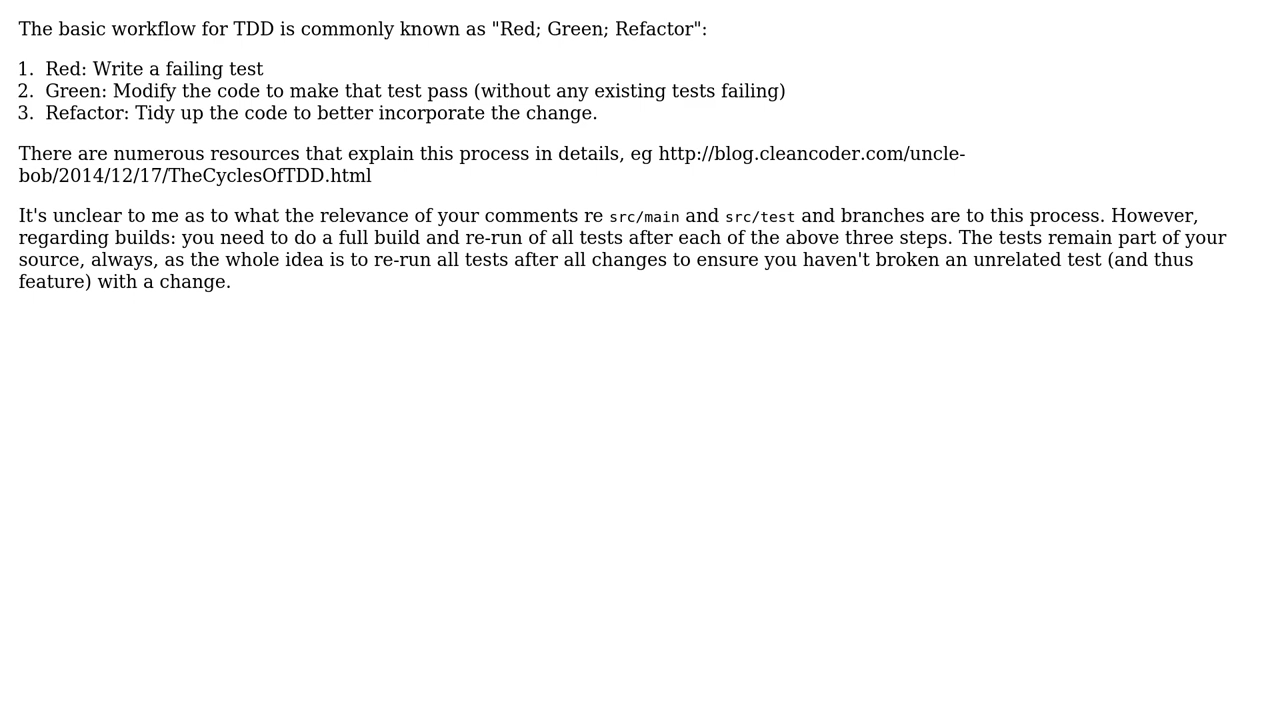 The basic workflow for TDD is commonly known as "Red; Green; Refactor":
1. Red: Write a failing test
2. Green: Modify the code to make that test pass (without any existing tests failing)
3. Refactor: Tidy up the code to better incorporate the change.
There are numerous resources that explain this process in details, eg http://blog.cleancoder.com/uncle-
bob/2014/12/17/TheCyclesOfTDD.html
It's unclear to me as to what the relevance of your comments re src/main and src/test and branches are to this process. However,
regarding builds: you need to do a full build and re-run of all tests after each of the above three steps. The tests remain part of your
source, always, as the whole idea is to re-run all tests after all changes to ensure you haven't broken an unrelated test (and thus
feature) with a change.